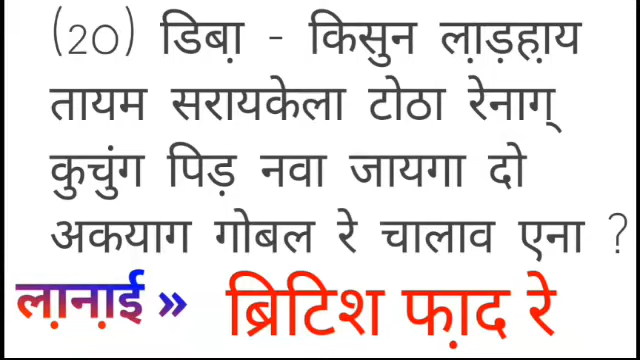 (20) डिबा़ - किसुन ला़ड़हा़य
तायम सरायकेला टोठा रेनाग्
कुचुंग पिड़ नवा जायगा दो
अकयाग गोबल रे चालाव एना ?
ला़ना़ई » ब्रिटिश फा़द रे